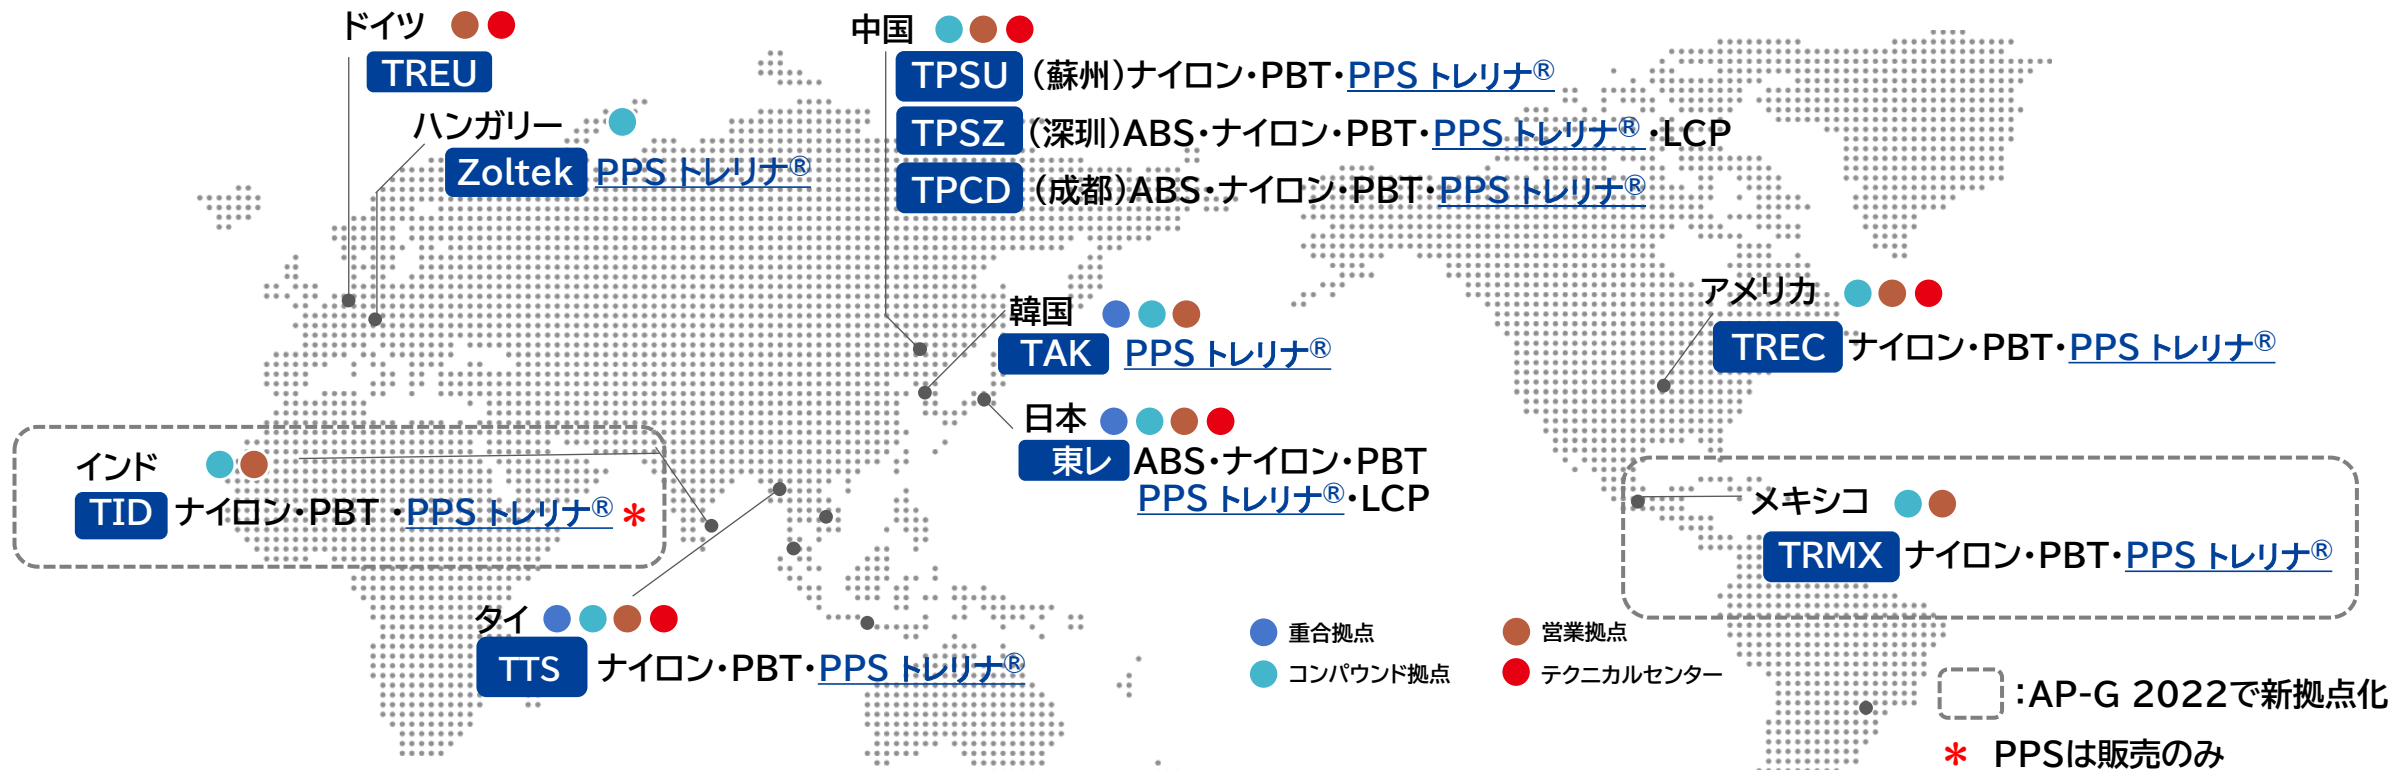 ドイツ
TREU
ハンガリー
Zoltek PPS トレリナ®
中国
TPSU (蘇州)ナイロン・PBT・PPS トレリナ®
TPSZ (深圳)ABS・ナイロン・PBT・PPS トレリナ®・LCP
TPCD (成都)ABS・ナイロン・PBT・PPS トレリナ®
韓国
TAK PPS トレリナ®
日本
東レ ABS・ナイロン・PBT
PPS トレリナ®・LCP
アメリカ
TREC ナイロン・PBT・PPS トレリナ®
インド
TID ナイロン・PBT ・PPS トレリナ® *
メキシコ
TRMX ナイロン・PBT・PPS トレリナ®
タイ
TTS ナイロン・PBT・PPS トレリナ®
重合拠点
営業拠点
コンパウンド拠点
テクニカルセンター
:AP-G 2022で新拠点化
* PPSは販売のみ